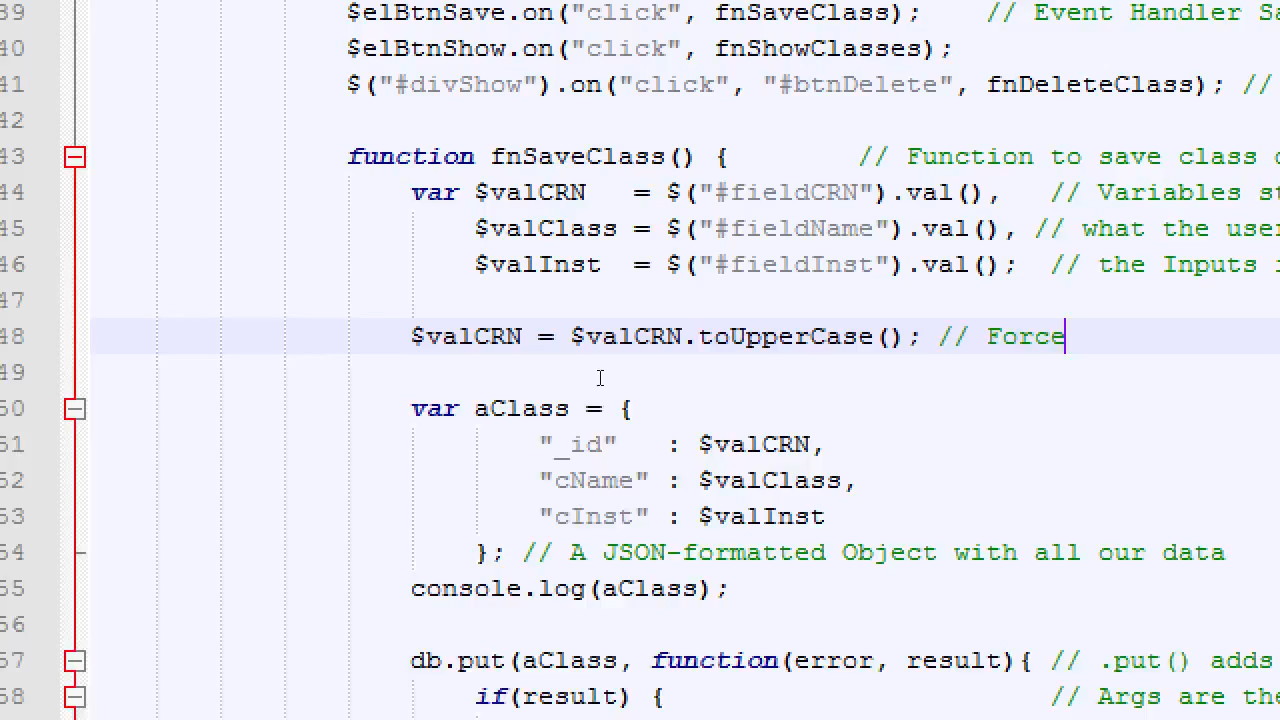 39 $elBtnSave.on("click", fnSaveClass); // Event Handler
40 $elBtnShow.on("click", fnShowClasses);
41 $("#divShow").on("click", "#btnDelete", fnDeleteClass); //
42
43 function fnSaveClass() { // Function to save class
44 var $valCRN = $("#fieldCRN").val(), // Variables
45 $valClass = $("#fieldName").val(), // what the user
46 $valInst = $("#fieldInst").val(); // the Inputs
47
48 $valCRN = $valCRN.toUpperCase(); // Force
49
50 var aClass = {
51 "_id" : $valCRN,
52 "cName" : $valClass,
53 "cInst" : $valInst
54 }; // A JSON-formatted Object with all our data
55 console.log(aClass);
56
57 db.put(aClass, function(error, result){ // .put() adds
58 if(result) { // Args are the